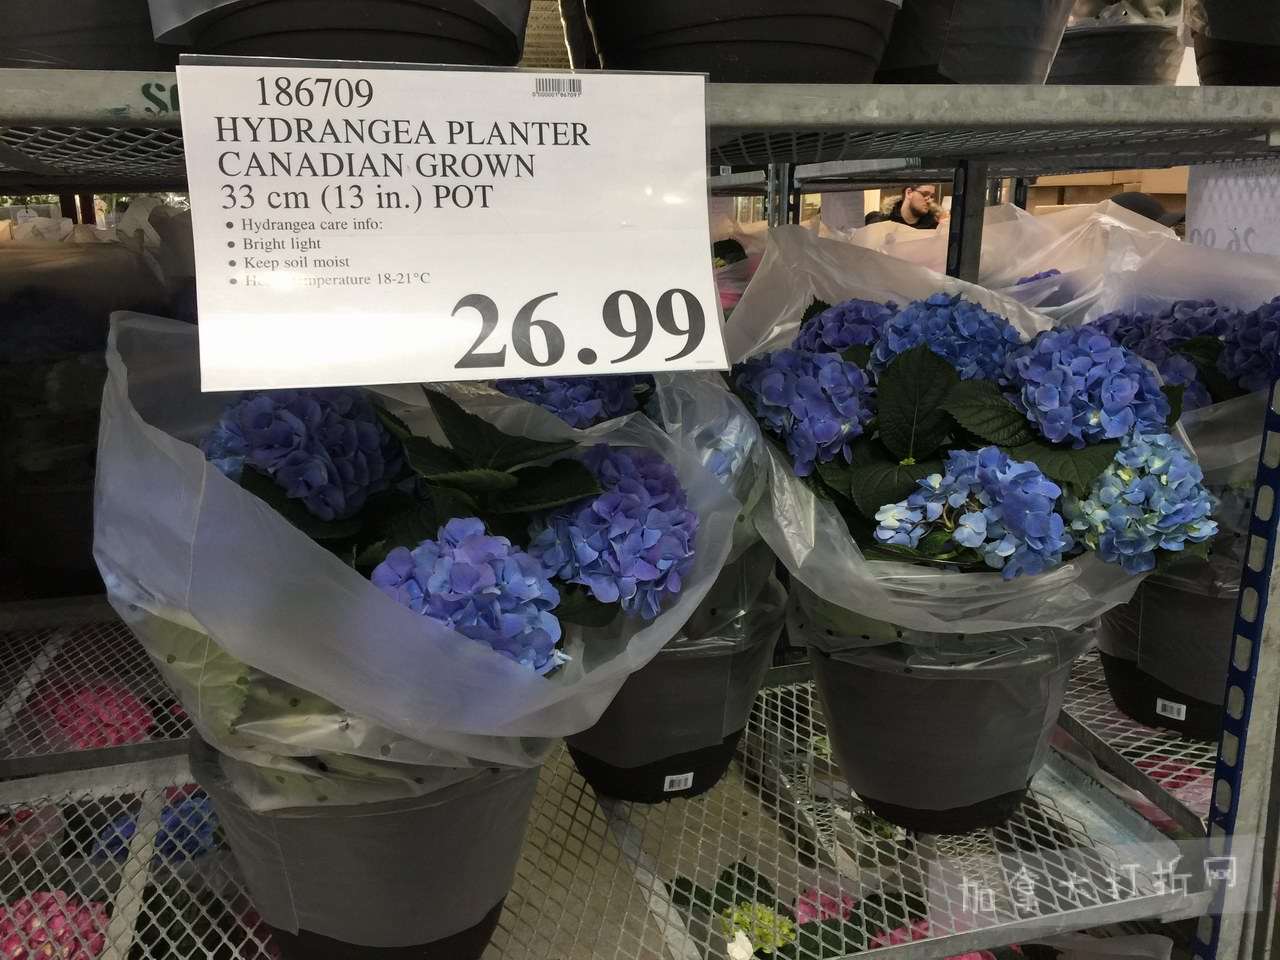 186709
HYDRANGEA PLANTER
CANADIAN GROWN
33 cm (13 in.) POT
• Hydrangea care info:
• Bright light
• Keep soil moist
• temperature 18-21°C
26.99
加拿大打折网